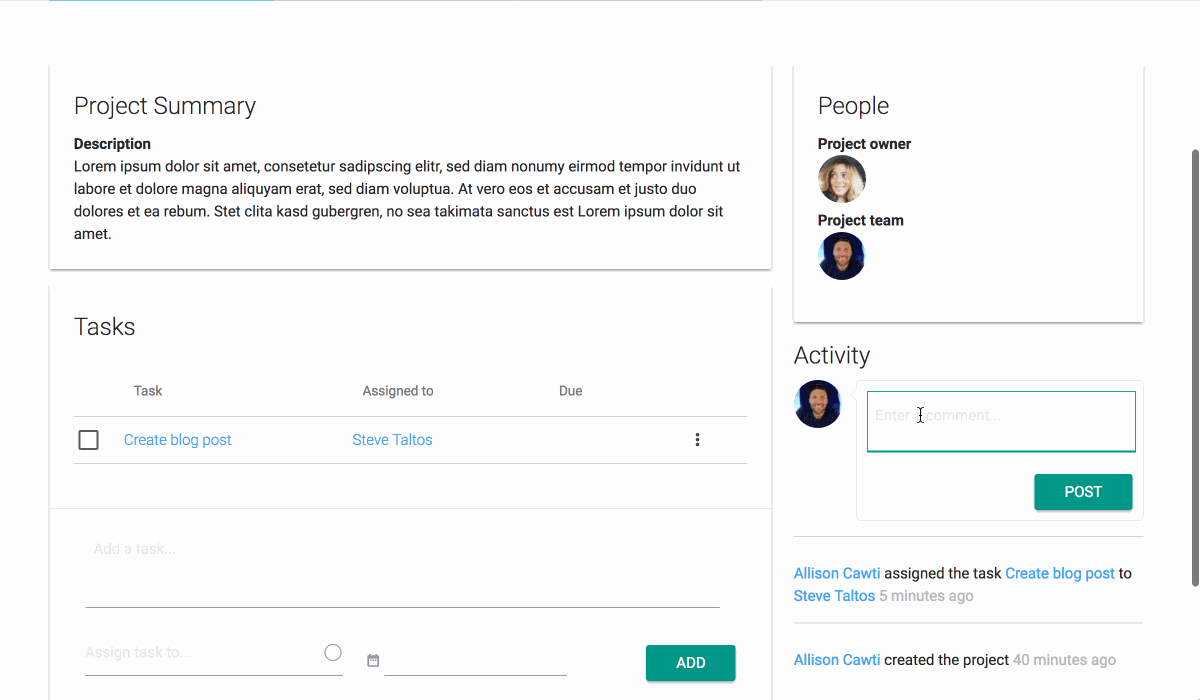 Project Summary
Description
Lorem ipsum dolor sit amet, consetetur sadipscing elitr, sed diam nonumy eirmod tempor invidunt ut
labore et dolore magna aliquyam erat, sed diam voluptua. At vero eos et accusam et justo duo
dolores et ea rebum. Stet clita kasd gubergren, no sea takimata sanctus est Lorem ipsum dolor sit
amet.
Tasks
Task Assigned to Due
Create blog post Steve Taltos
Add a task...
Assign task to...
ADD
People
Project owner
Project team
Activity
Enter a comment...
POST
Allison Cawti assigned the task Create blog post to
Steve Taltos 5 minutes ago
Allison Cawti created the project 40 minutes ago